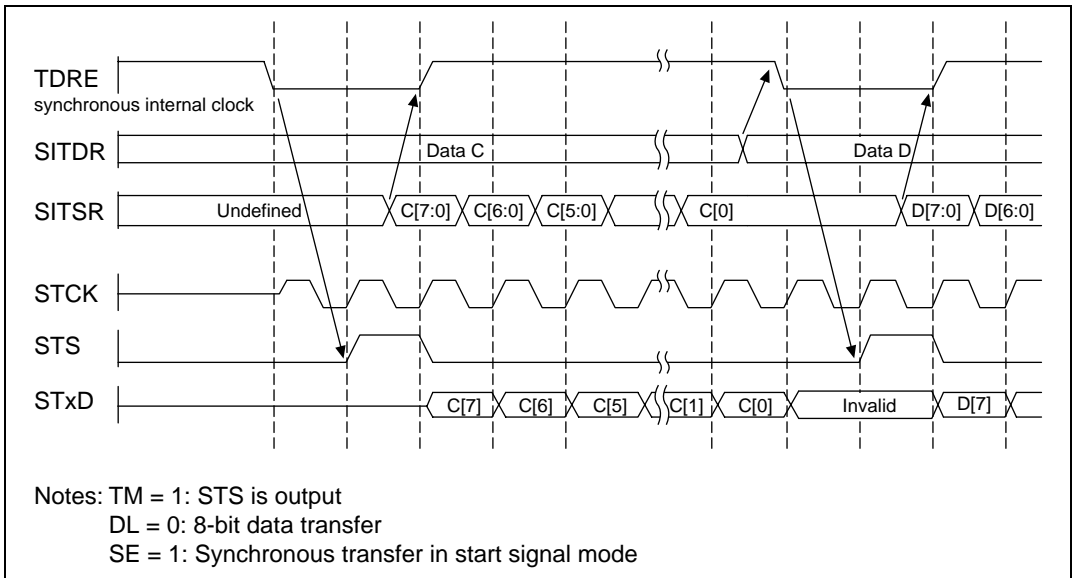 TDRE
synchronous internal clock
SITDR
Data C
Data D
SITSR
Undefined
C[7:0]
C[6:0]
C[5:0]
C[0]
D[7:0]
D[6:0]
STCK
STS
STxD
C[7]
C[6]
C[5]
C[1]
C[0]
Invalid
D[7]
Notes: TM = 1: STS is output
DL = 0: 8-bit data transfer
SE = 1: Synchronous transfer in start signal mode